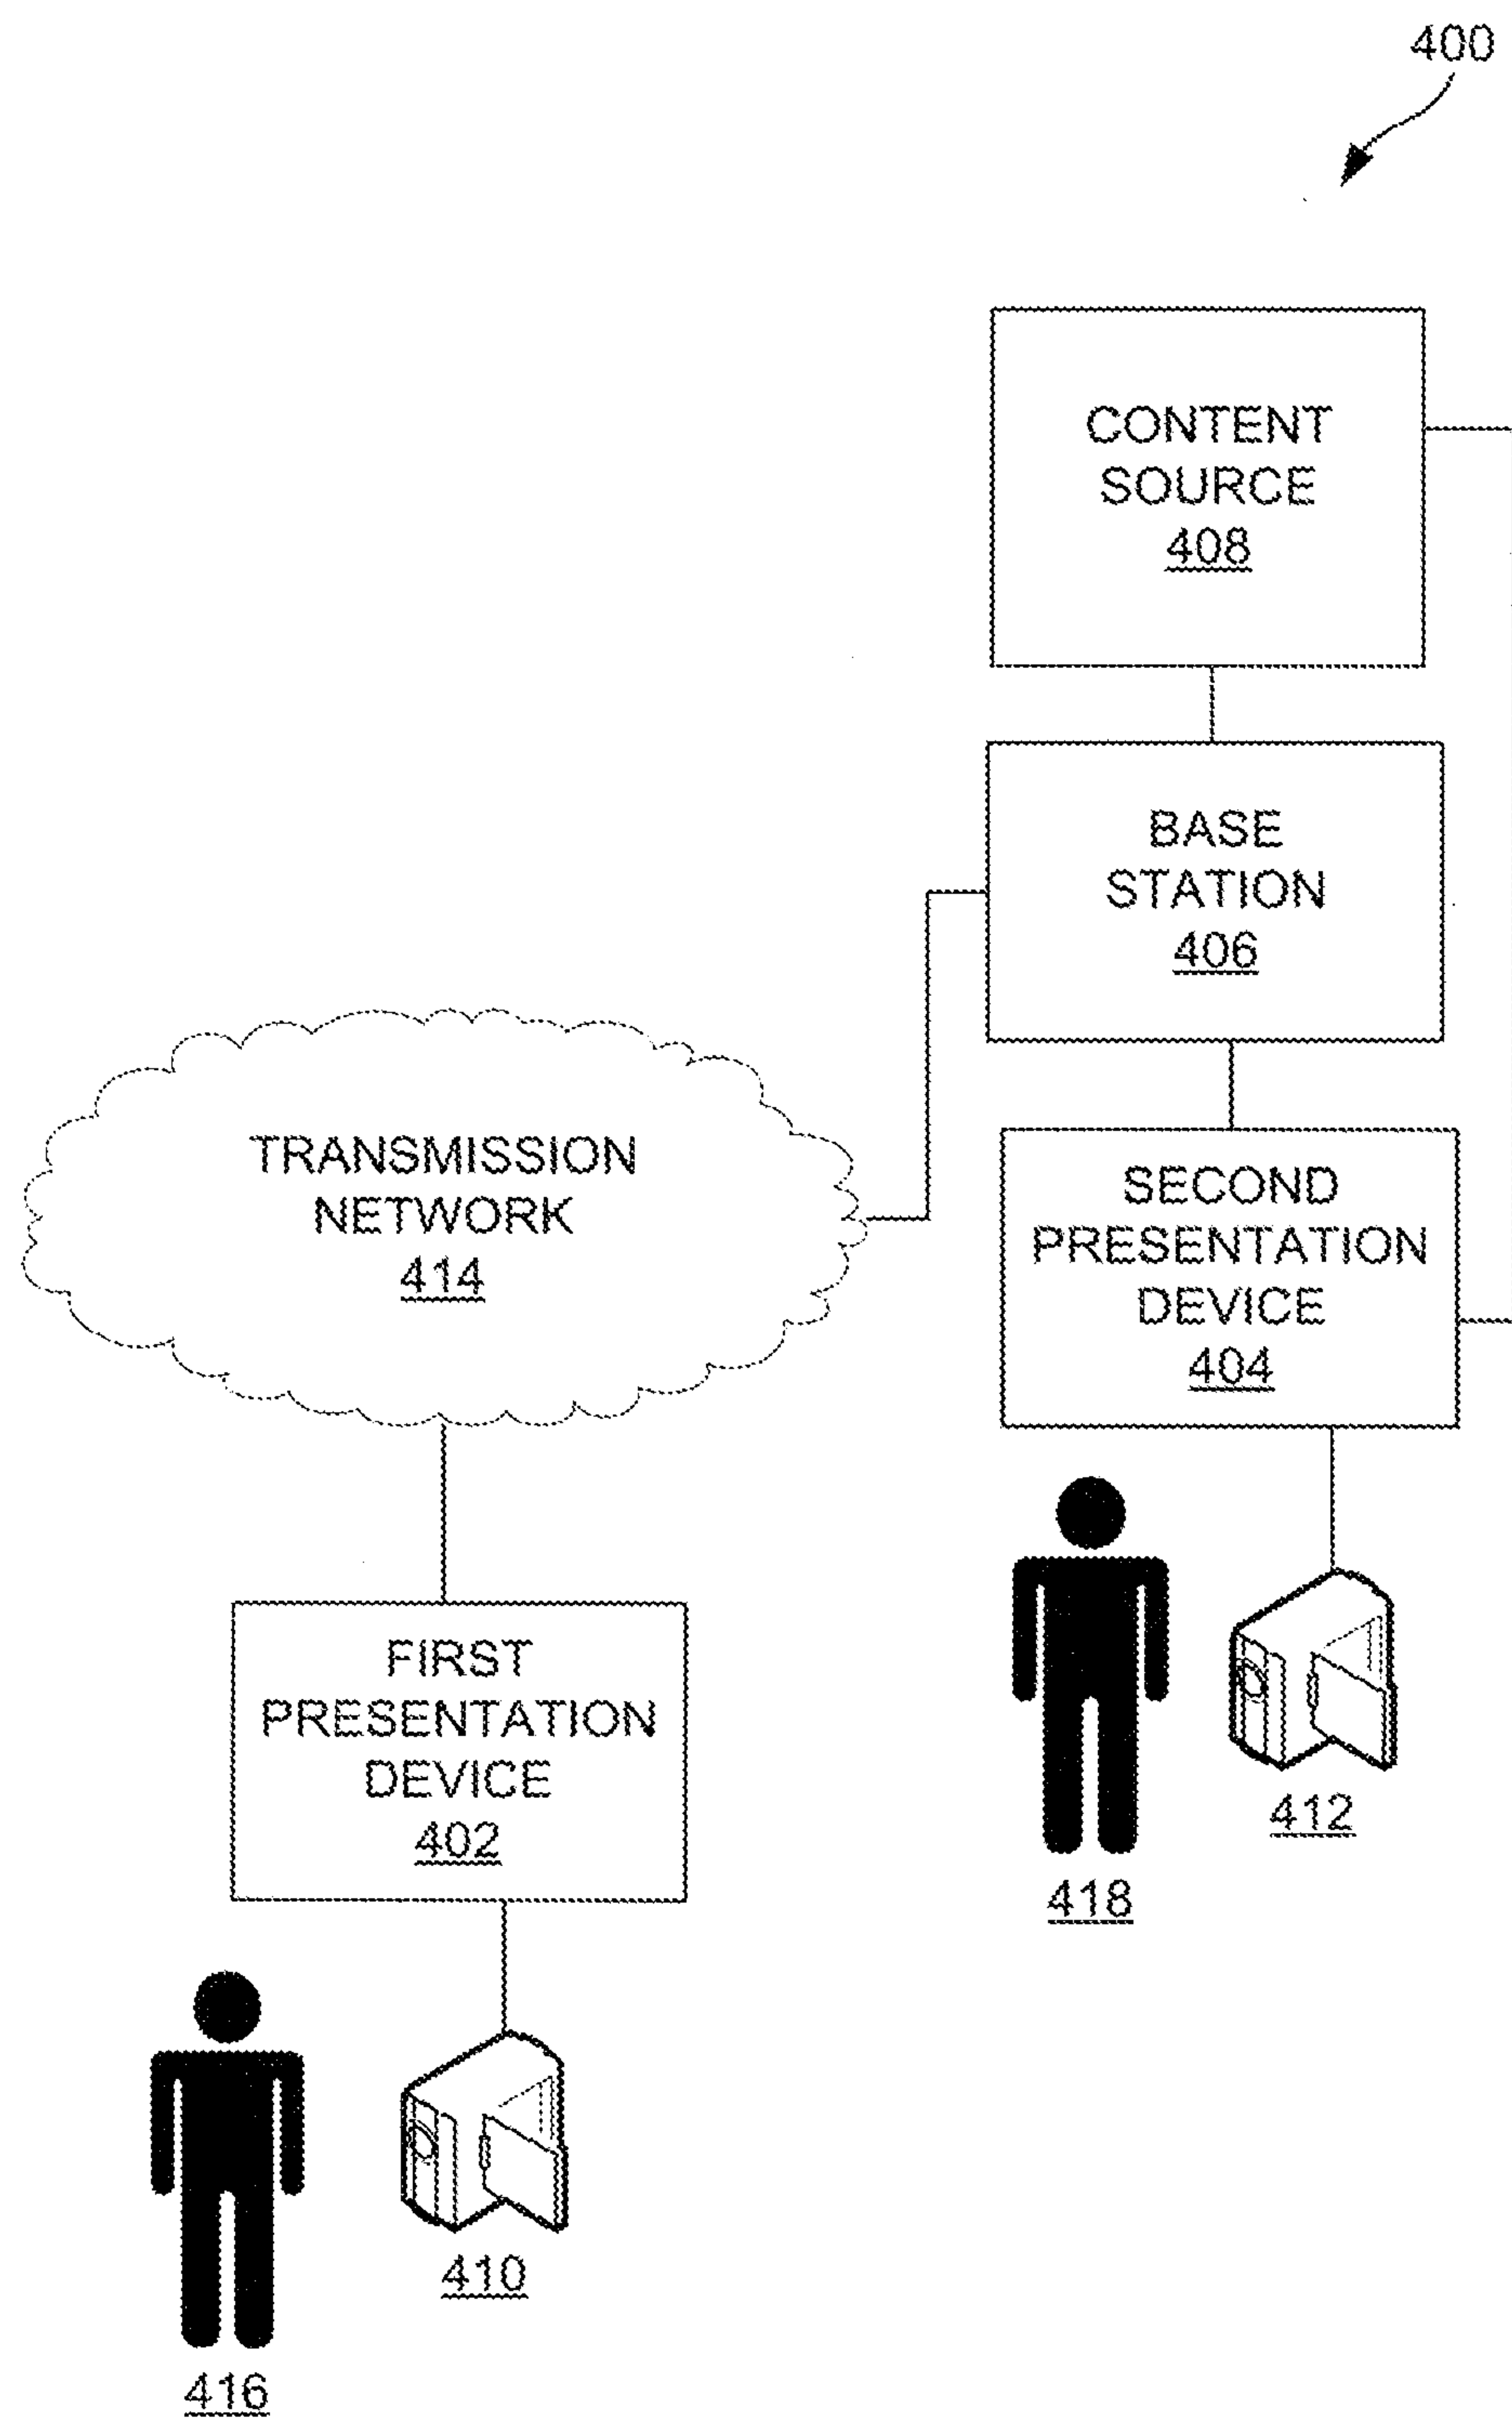 400
CONTENT
SOURCE
408
BASE
STATION
406
TRANSMISSION
NETWORK
414
SECOND
PRESENTATION
DEVICE
404
FIRST
PRESENTATION
DEVICE
402
412
418
410
416